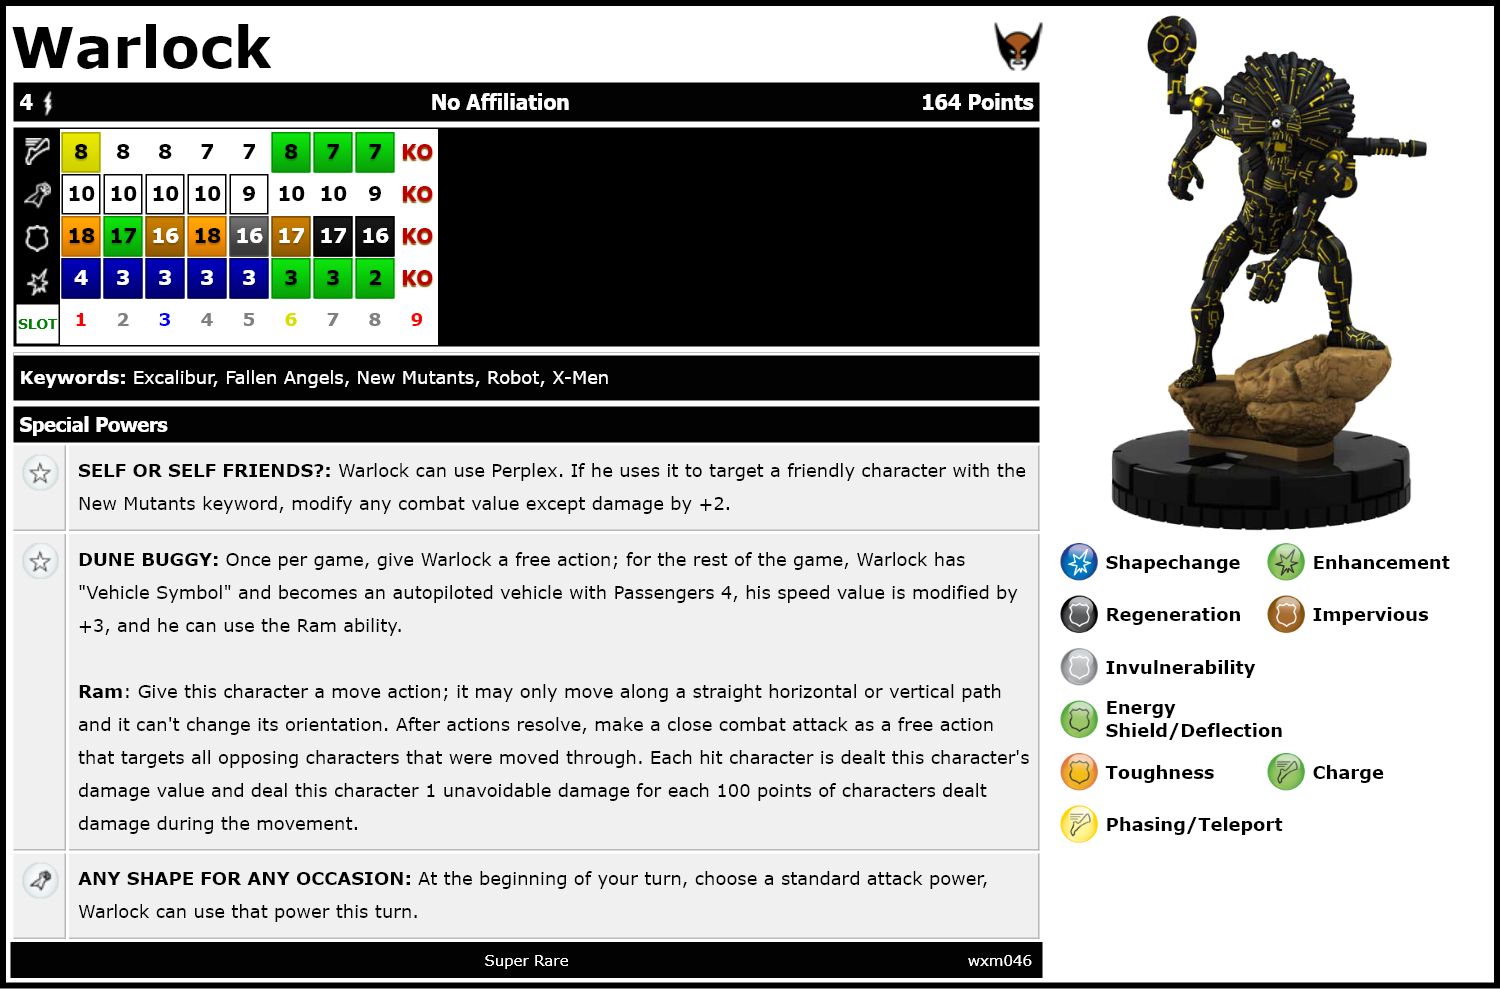 Warlock
4 No Affiliation 164 Points
8 8 8 7 7 8 7 7 KO
10 10 10 10 9 10 10 9 KO
18 17 16 18 16 17 17 16 KO
4 3 3 3 3 3 3 2 KO
SLOT 1 2 3 4 5 6 7 8 9
Keywords: Excalibur, Fallen Angels, New Mutants, Robot, X-Men
Special Powers
SELF OR SELF FRIENDS?: Warlock can use Perplex. If he uses it to target a friendly character with the
New Mutants keyword, modify any combat value except damage by +2.
DUNE BUGGY: Once per game, give Warlock a free action; for the rest of the game, Warlock has
"Vehicle Symbol" and becomes an autopiloted vehicle with Passengers 4, his speed value is modified by
+3, and he can use the Ram ability.
Ram: Give this character a move action; it may only move along a straight horizontal or vertical path
and it can't change its orientation. After actions resolve, make a close combat attack as a free action
that targets all opposing characters that were moved through. Each hit character is dealt this character's
damage value and deal this character 1 unavoidable damage for each 100 points of characters dealt
damage during the movement.
ANY SHAPE FOR ANY OCCASION: At the beginning of your turn, choose a standard attack power,
Warlock can use that power this turn.
Super Rare wxm046
Shapechange Enhancement
Regeneration Impervious
Invulnerability
Energy
Shield/Deflection
Toughness Charge
Phasing/Teleport